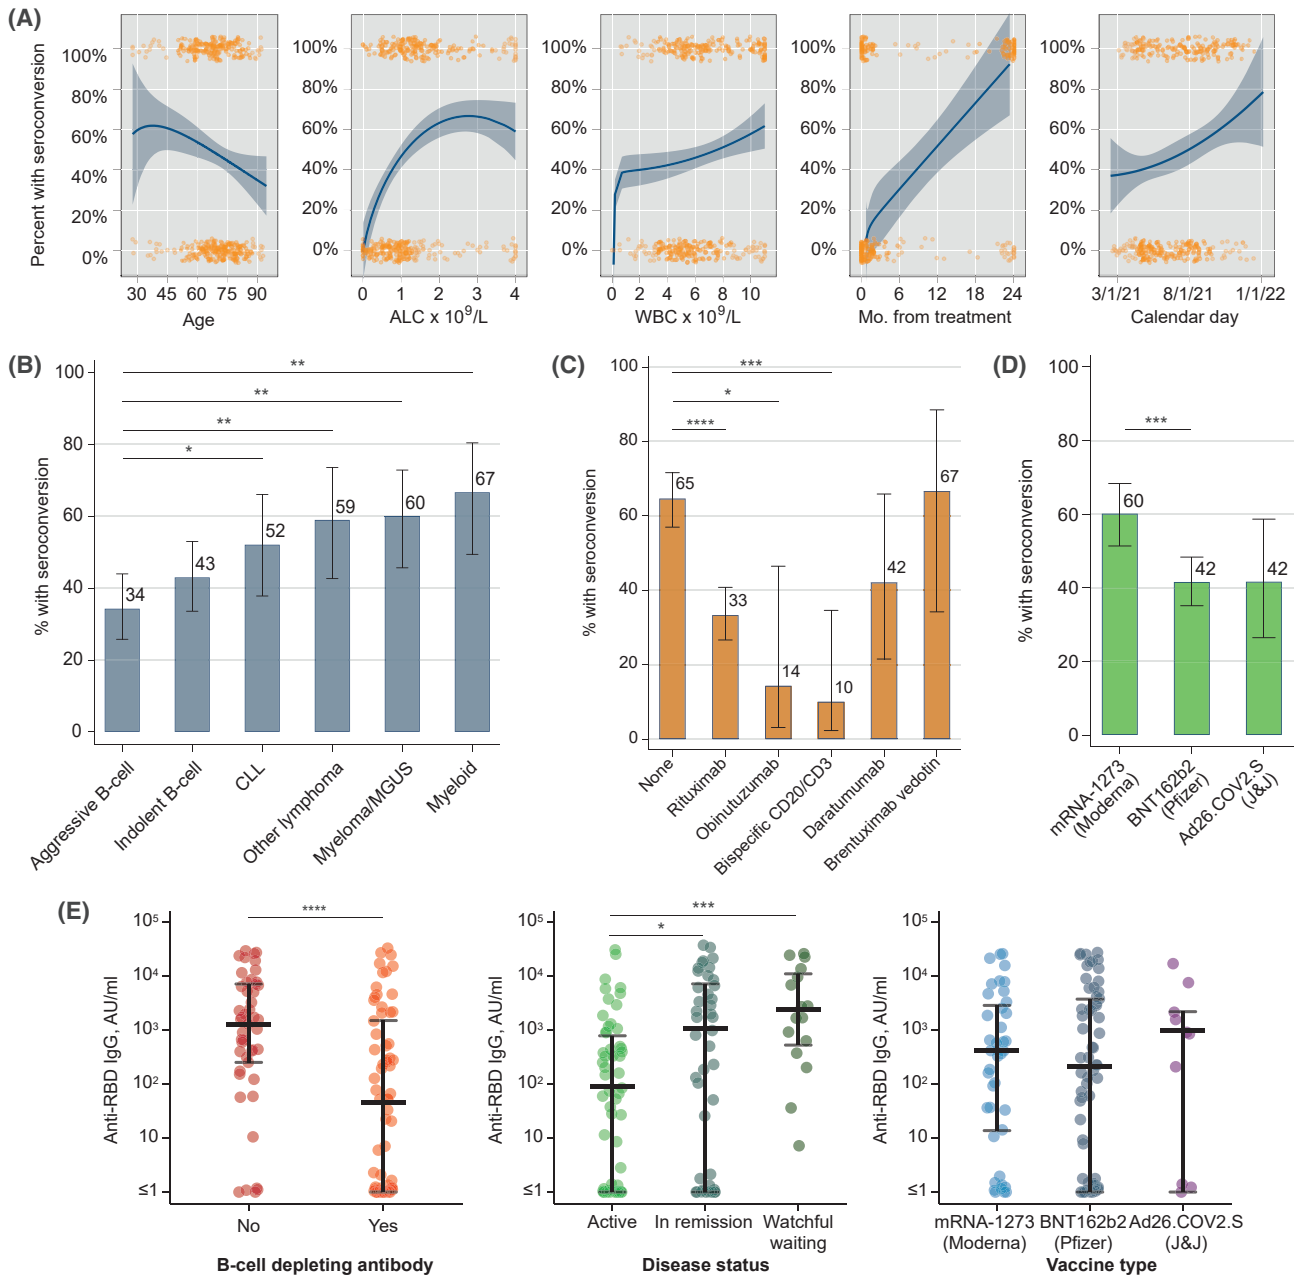 (A)
Percent with seroconversion
100%
80%
60%
40%
20%
0%
30 45 60 75 90
Age
100%
80%
60%
40%
20%
0%
0 1 2 3 4
ALC x 10⁹/L
100%
80%
60%
40%
20%
0%
0 2 4 6 8 10
WBC x 10⁹/L
100%
80%
60%
40%
20%
0%
0 6 12 18 24
Mo. from treatment
100%
80%
60%
40%
20%
0%
3/1/21 8/1/21 1/1/22
Calendar day
(B)
% with seroconversion
100
80
60
40
20
0
**
**
**
*
34
43
52
59
60
67
Aggressive B-cell
Indolent B-cell
CLL
Other lymphoma
Myeloma/MGUS
Myeloid
(C)
% with seroconversion
100
80
60
40
20
0
***
*
****
65
33
14
10
42
67
None
Rituximab
Obinutuzumab
Bispecific CD20/CD3
Daratumumab
Brentuximab vedotin
(D)
% with seroconversion
100
80
60
40
20
0
***
60
42
42
mRNA-1273
(Moderna)
BNT162b2
(Pfizer)
Ad26.COV2.S
(J&J)
(E)
Anti-RBD IgG, AU/ml
10⁵
10⁴
10³
10²
10
≤1
****
No Yes
B-cell depleting antibody
Anti-RBD IgG, AU/ml
10⁵
10⁴
10³
10²
10
≤1
***
*
Active In remission Watchful
waiting
Disease status
Anti-RBD IgG, AU/ml
10⁵
10⁴
10³
10²
10
≤1
mRNA-1273 BNT162b2 Ad26.COV2.S
(Moderna) (Pfizer) (J&J)
Vaccine type